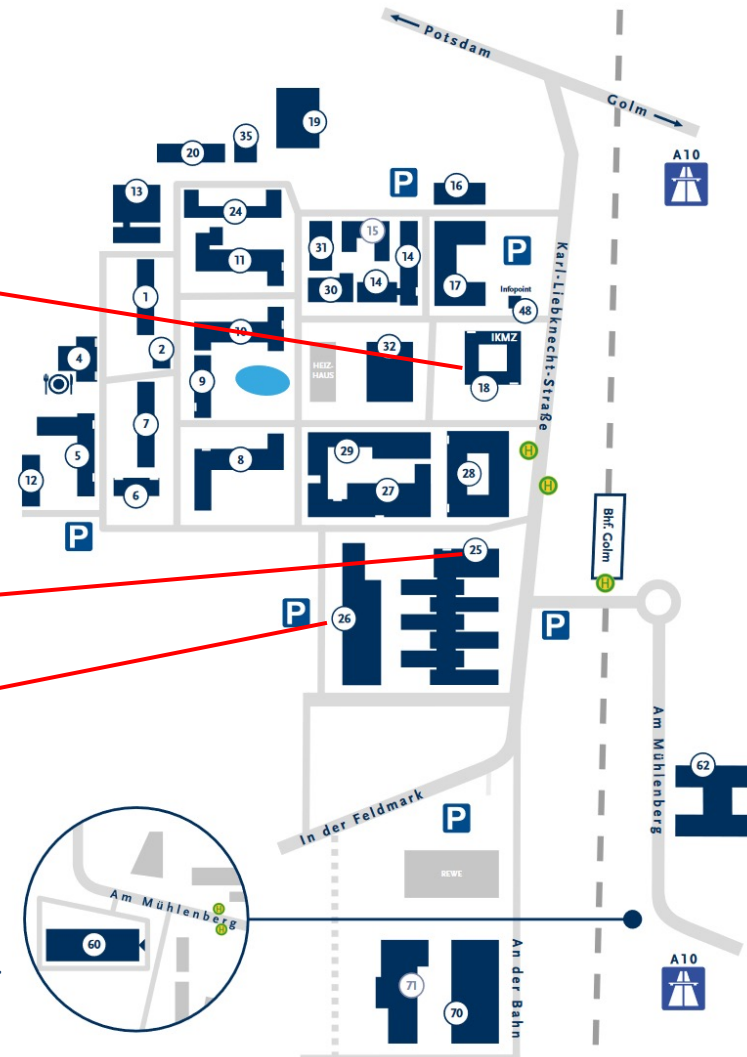 Potsdam
Golm
A10
19
35
20
13
P
16
24
15
31
14
P
11
17
1
30
14
Infopoint
48
Karl-Liebknecht-Straße
10
IKMZ
2
32
4
HEIZ-
HAUS
9
18
7
29
H
5
8
28
12
27
H
6
Bhf. Golm
P
25
H
P
26
P
Am Mühlenberg
62
In der Feldmark
P
REWE
Am Mühlenberg
H
H
60
An der Bahn
A10
71
70